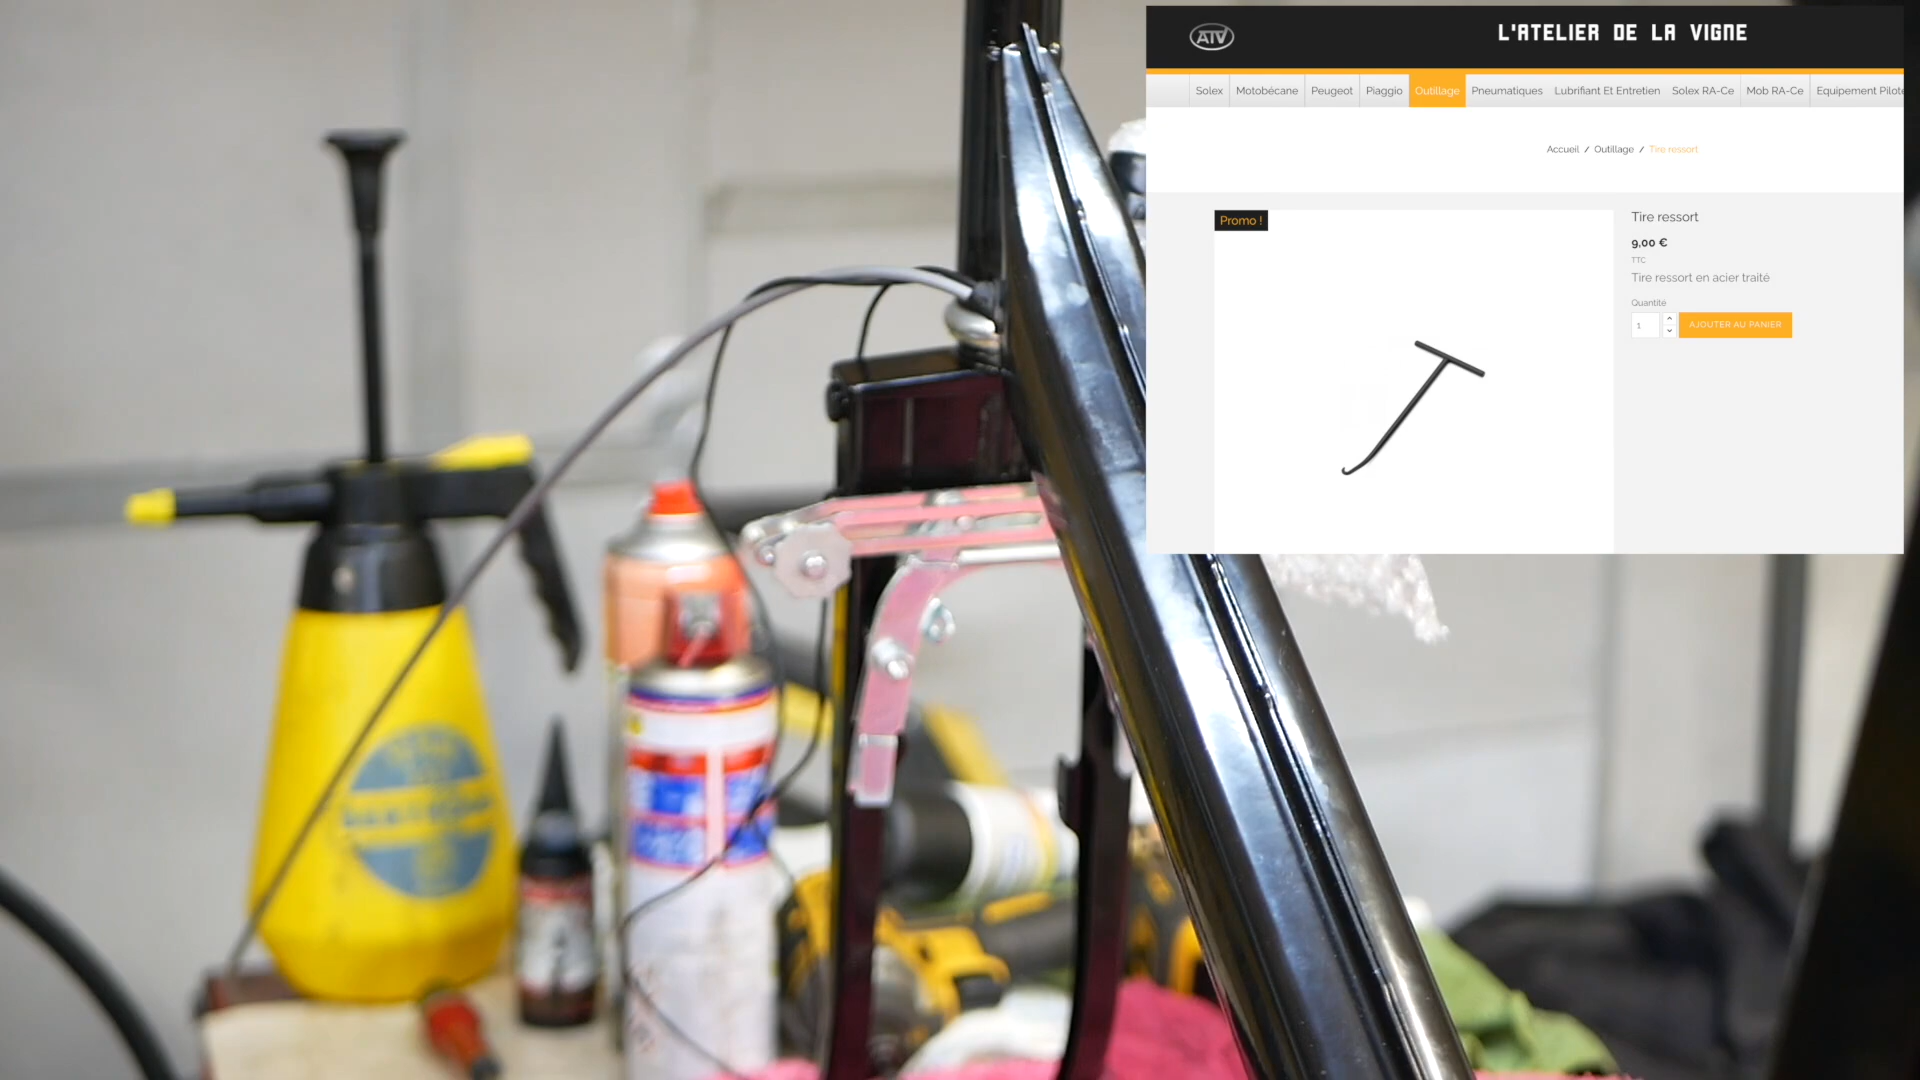 ATV
L'ATELIER DE LA VIGNE
Solex Motobécane Peugeot Piaggio Outillage Pneumatiques Lubrifiant Et Entretien Solex RA-Ce Mob RA-Ce Equipement Pilote
Accueil / Outillage / Tire ressort
Promo !
Tire ressort
9,00 €
TTC
Tire ressort en acier traité
Quantité
1
AJOUTER AU PANIER